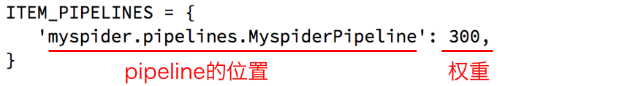 ITEM_PIPELINES = {
'myspider.pipelines.MyspiderPipeline': 300,
}
pipeline的位置 权重